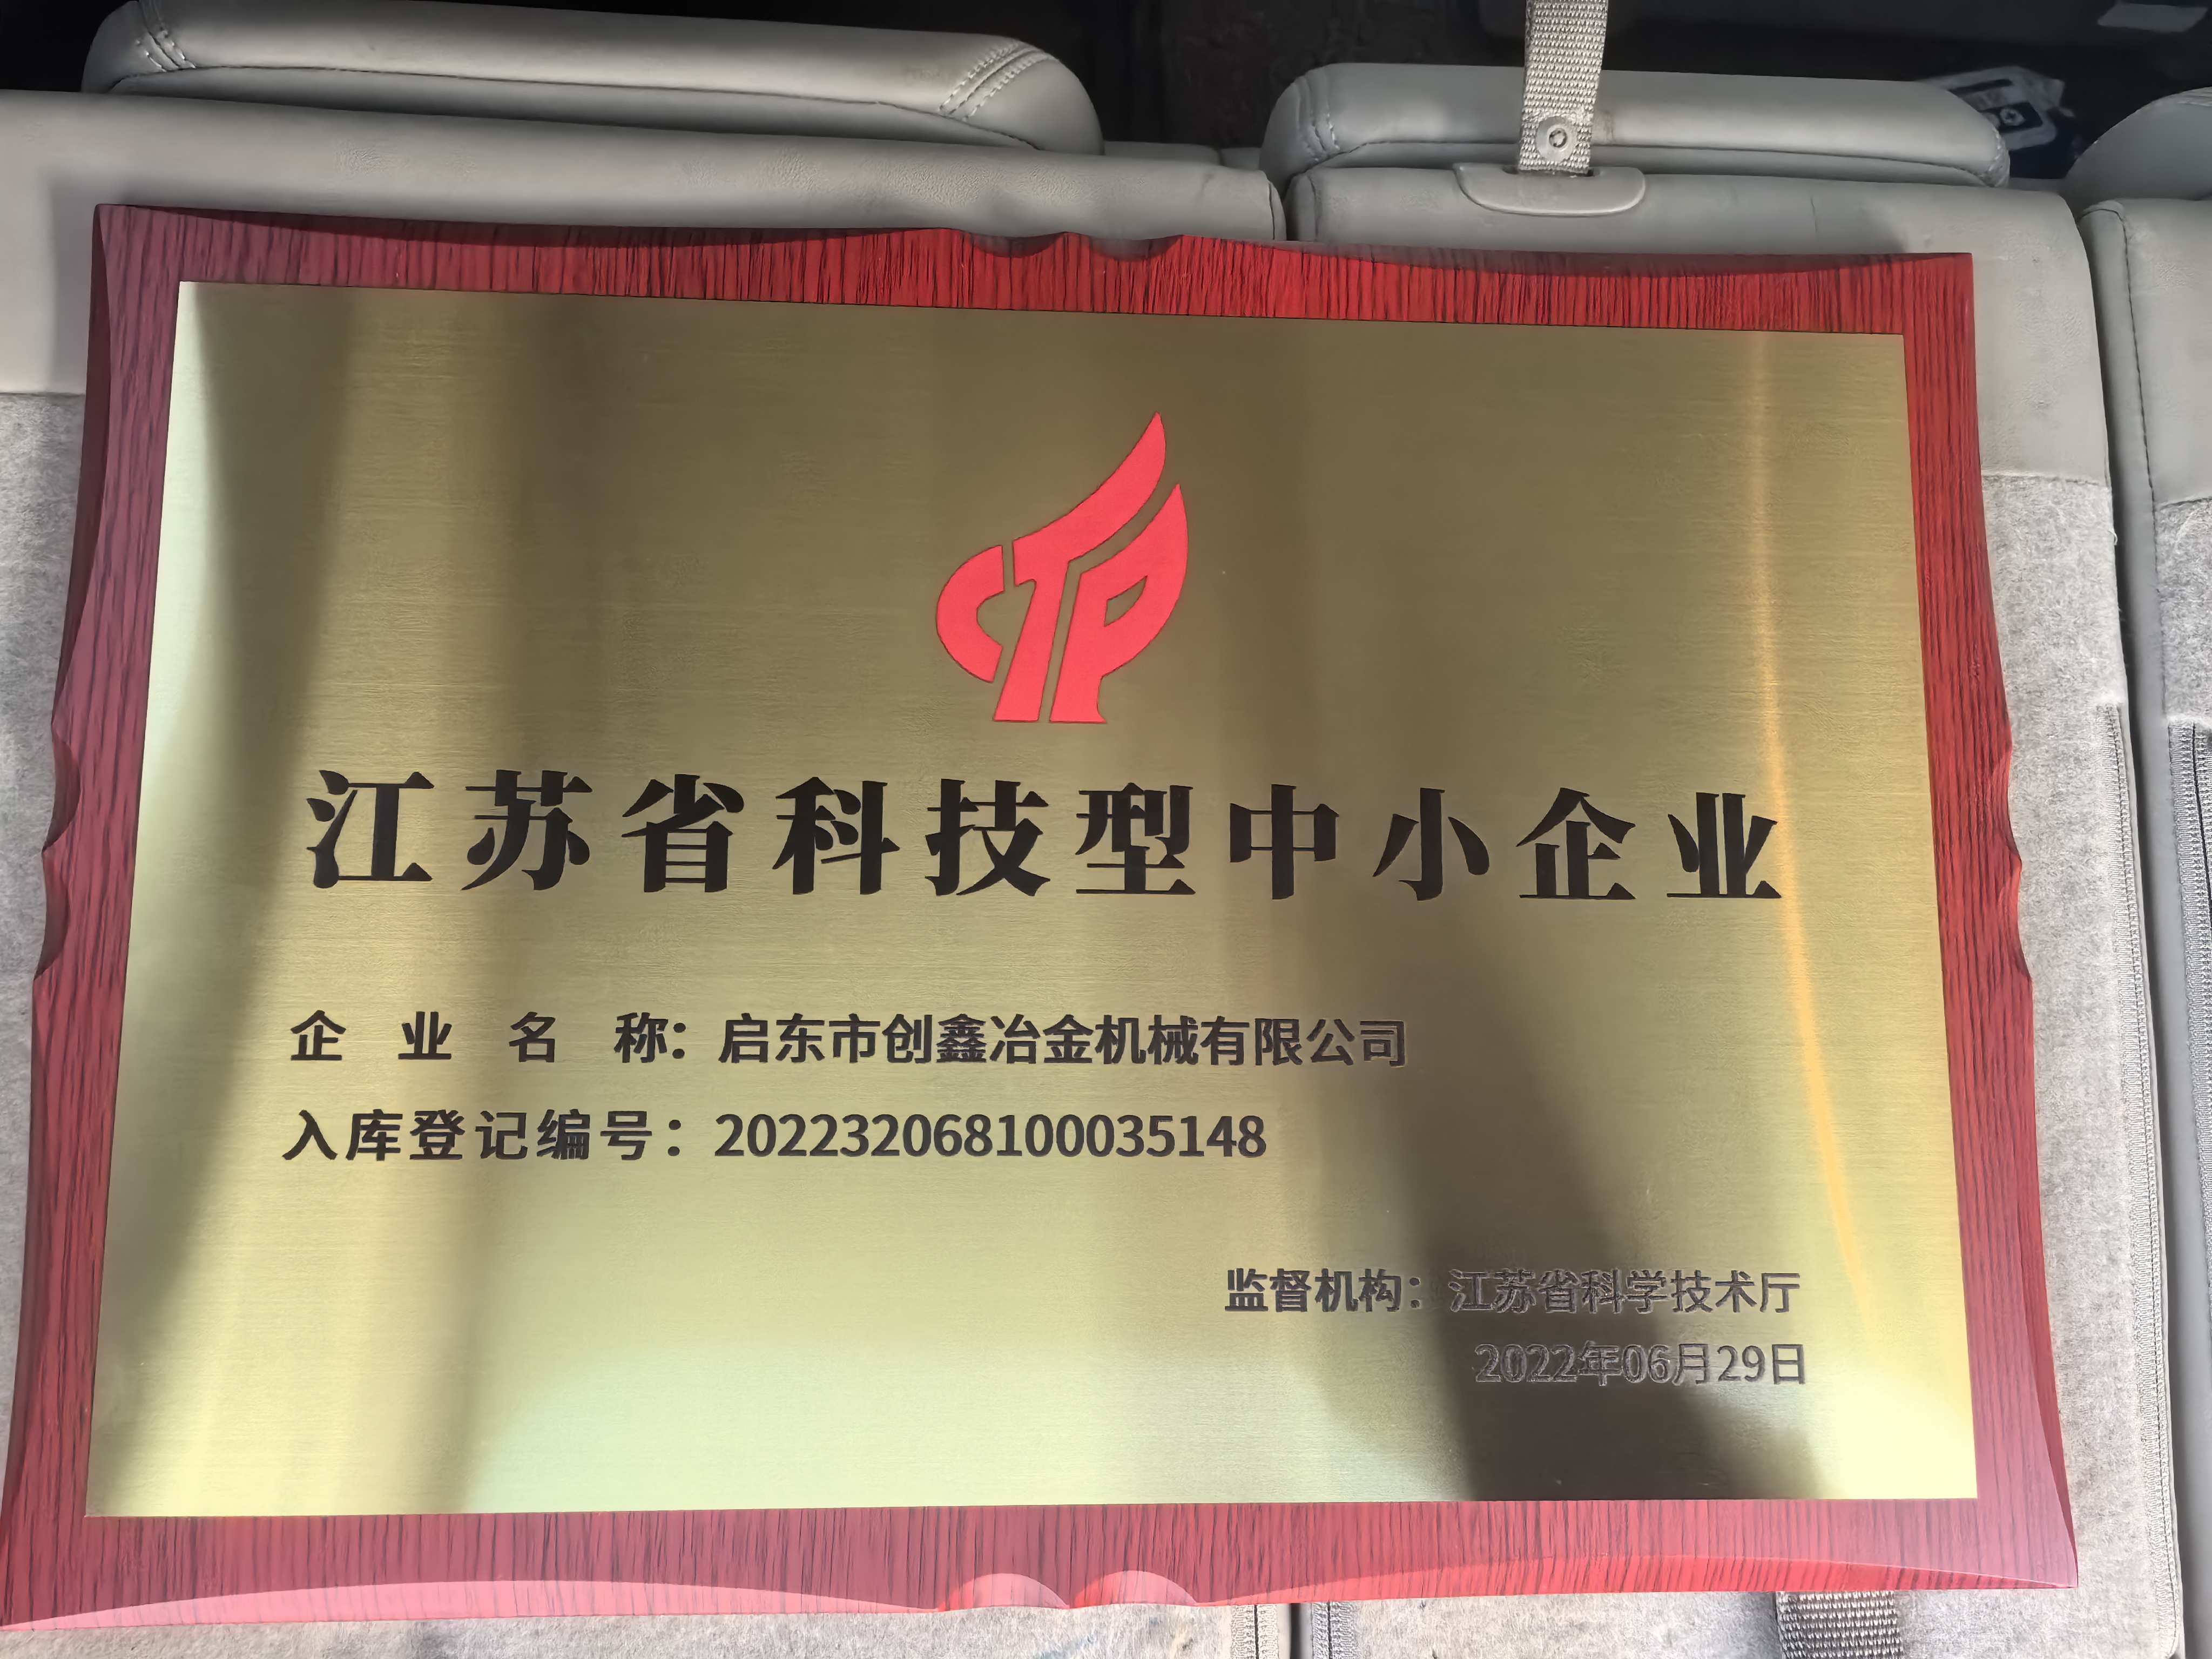 CTP
江苏省科技型中小企业
企业名称：启东市创鑫冶金机械有限公司
入库登记编号：202232068100035148
监督机构：江苏省科学技术厅
2022年06月29日